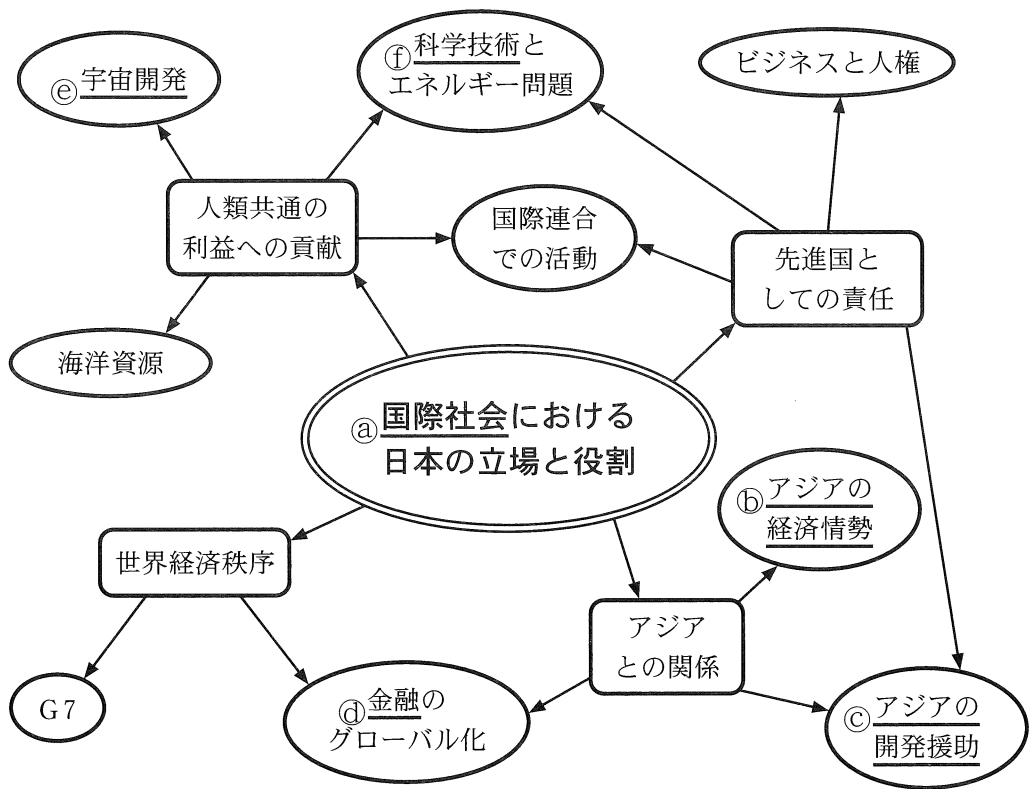 ⓔ宇宙開発
ⓕ科学技術と
エネルギー問題
ビジネスと人権
人類共通の
利益への貢献
国際連合
での活動
先進国と
しての責任
海洋資源
ⓐ国際社会における
日本の立場と役割
ⓑアジアの
経済情勢
世界経済秩序
アジア
との関係
G7
ⓓ金融の
グローバル化
ⓒアジアの
開発援助